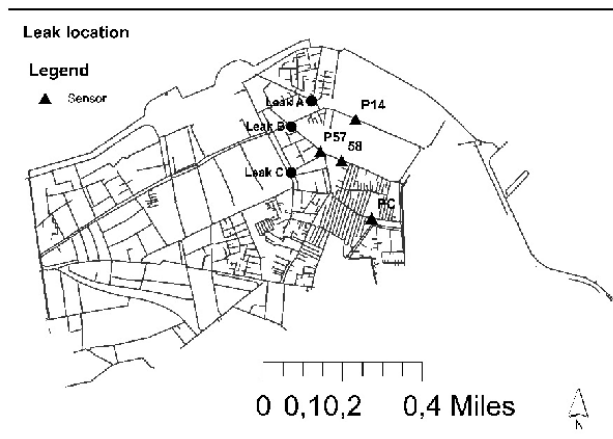 Leak location
Legend
Sensor
Leak A
P14
Leak B
P57
58
Leak C
PC
0 0,10,2 0,4 Miles
N